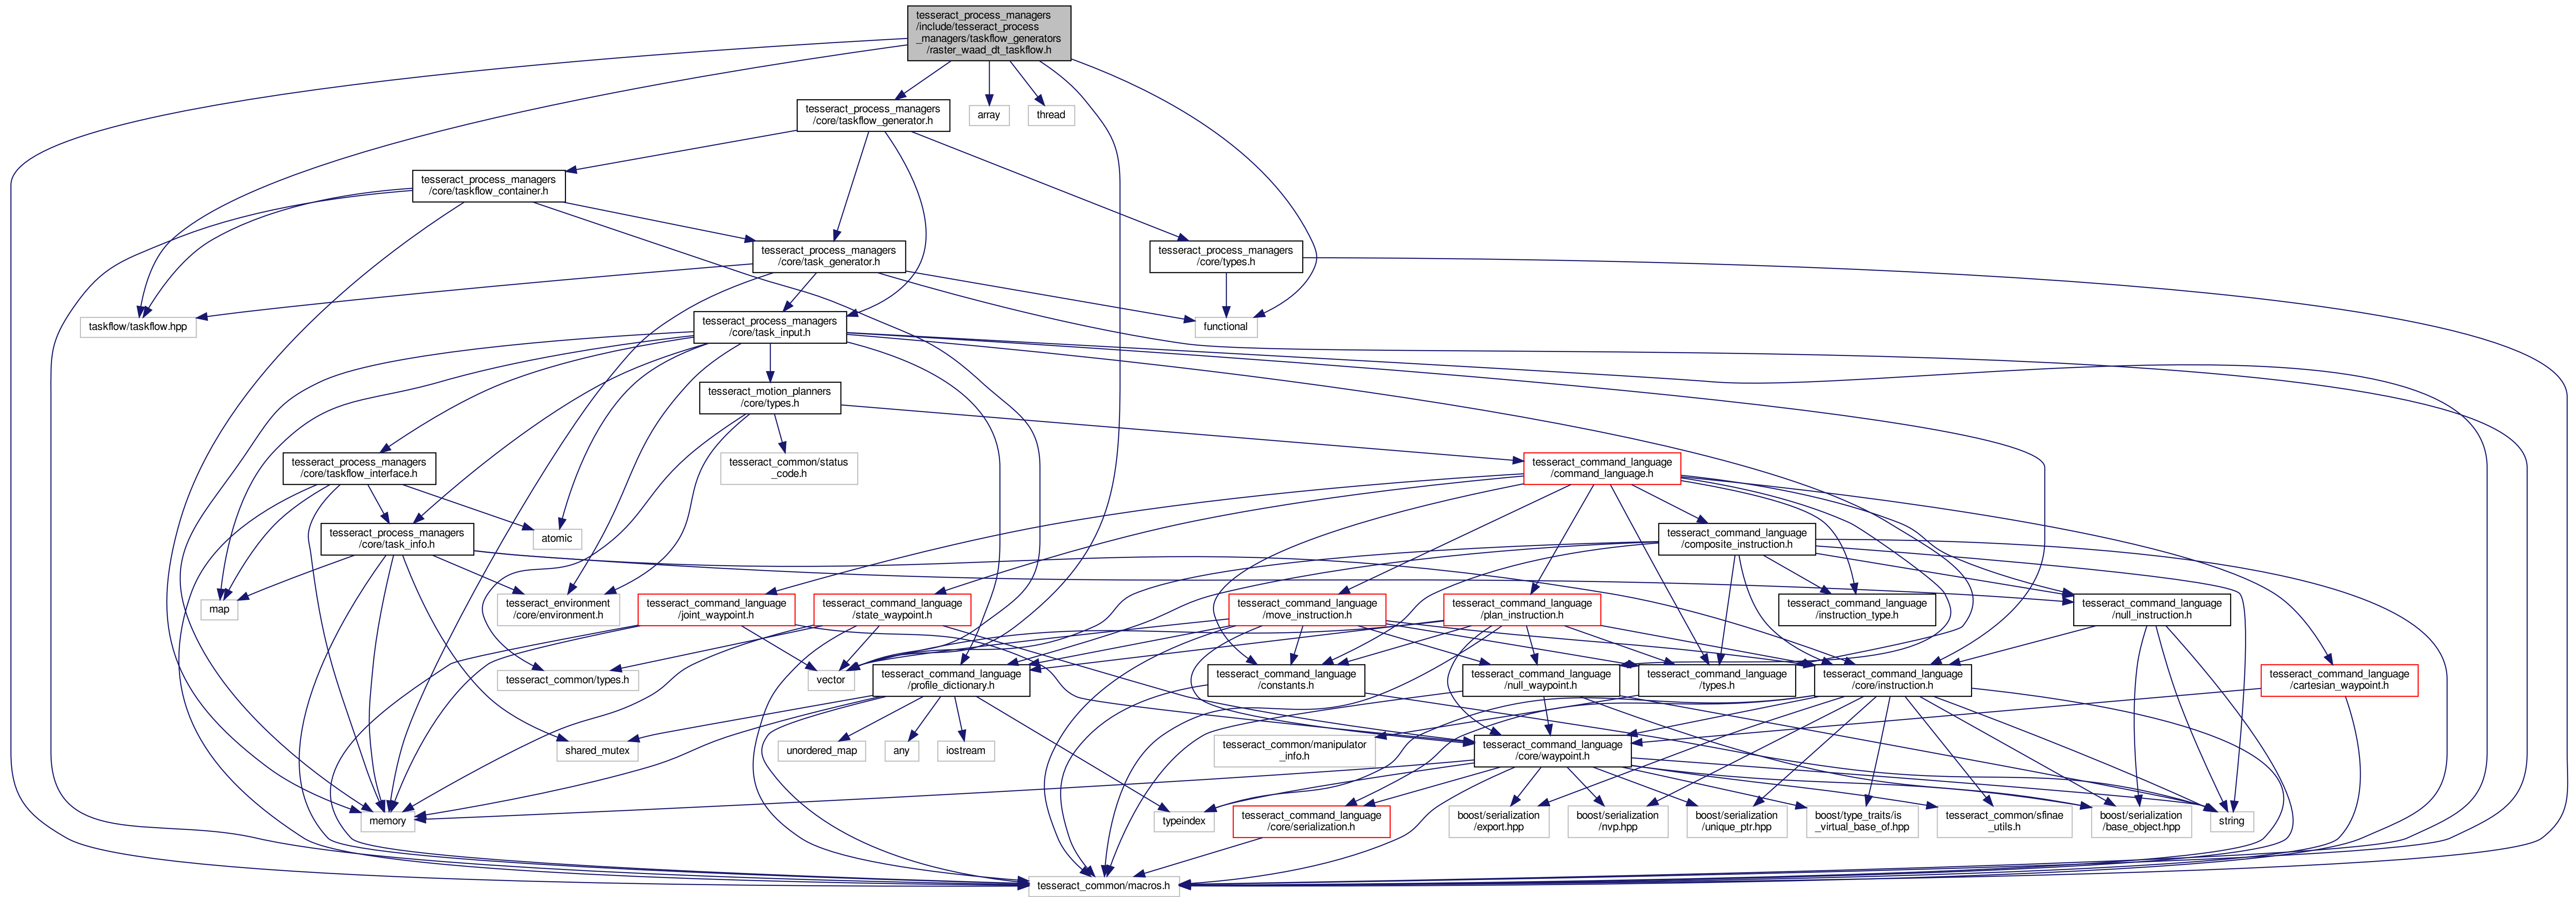 tesseract_process_managers
/include/tesseract_process
_managers/taskflow_generators
/raster_waad_dt_taskflow.h
tesseract_process_managers
/core/taskflow_generator.h
array
thread
tesseract_process_managers
/core/taskflow_container.h
tesseract_process_managers
/core/task_generator.h
tesseract_process_managers
/core/types.h
taskflow/taskflow.hpp
tesseract_process_managers
/core/task_input.h
functional
tesseract_motion_planners
/core/types.h
tesseract_process_managers
/core/taskflow_interface.h
tesseract_common/status
_code.h
tesseract_command_language
/command_language.h
tesseract_process_managers
/core/task_info.h
atomic
tesseract_command_language
/composite_instruction.h
map
tesseract_environment
/core/environment.h
tesseract_command_language
/joint_waypoint.h
tesseract_command_language
/state_waypoint.h
tesseract_command_language
/move_instruction.h
tesseract_command_language
/plan_instruction.h
tesseract_command_language
/instruction_type.h
tesseract_command_language
/null_instruction.h
tesseract_common/types.h
vector
tesseract_command_language
/profile_dictionary.h
tesseract_command_language
/constants.h
tesseract_command_language
/null_waypoint.h
tesseract_command_language
/types.h
tesseract_command_language
/core/instruction.h
tesseract_command_language
/cartesian_waypoint.h
shared_mutex
unordered_map
any
iostream
tesseract_common/manipulator
_info.h
tesseract_command_language
/core/waypoint.h
memory
typeindex
tesseract_command_language
/core/serialization.h
boost/serialization
/export.hpp
boost/serialization
/nvp.hpp
boost/serialization
/unique_ptr.hpp
boost/type_traits/is
_virtual_base_of.hpp
tesseract_common/sfinae
_utils.h
boost/serialization
/base_object.hpp
string
tesseract_common/macros.h